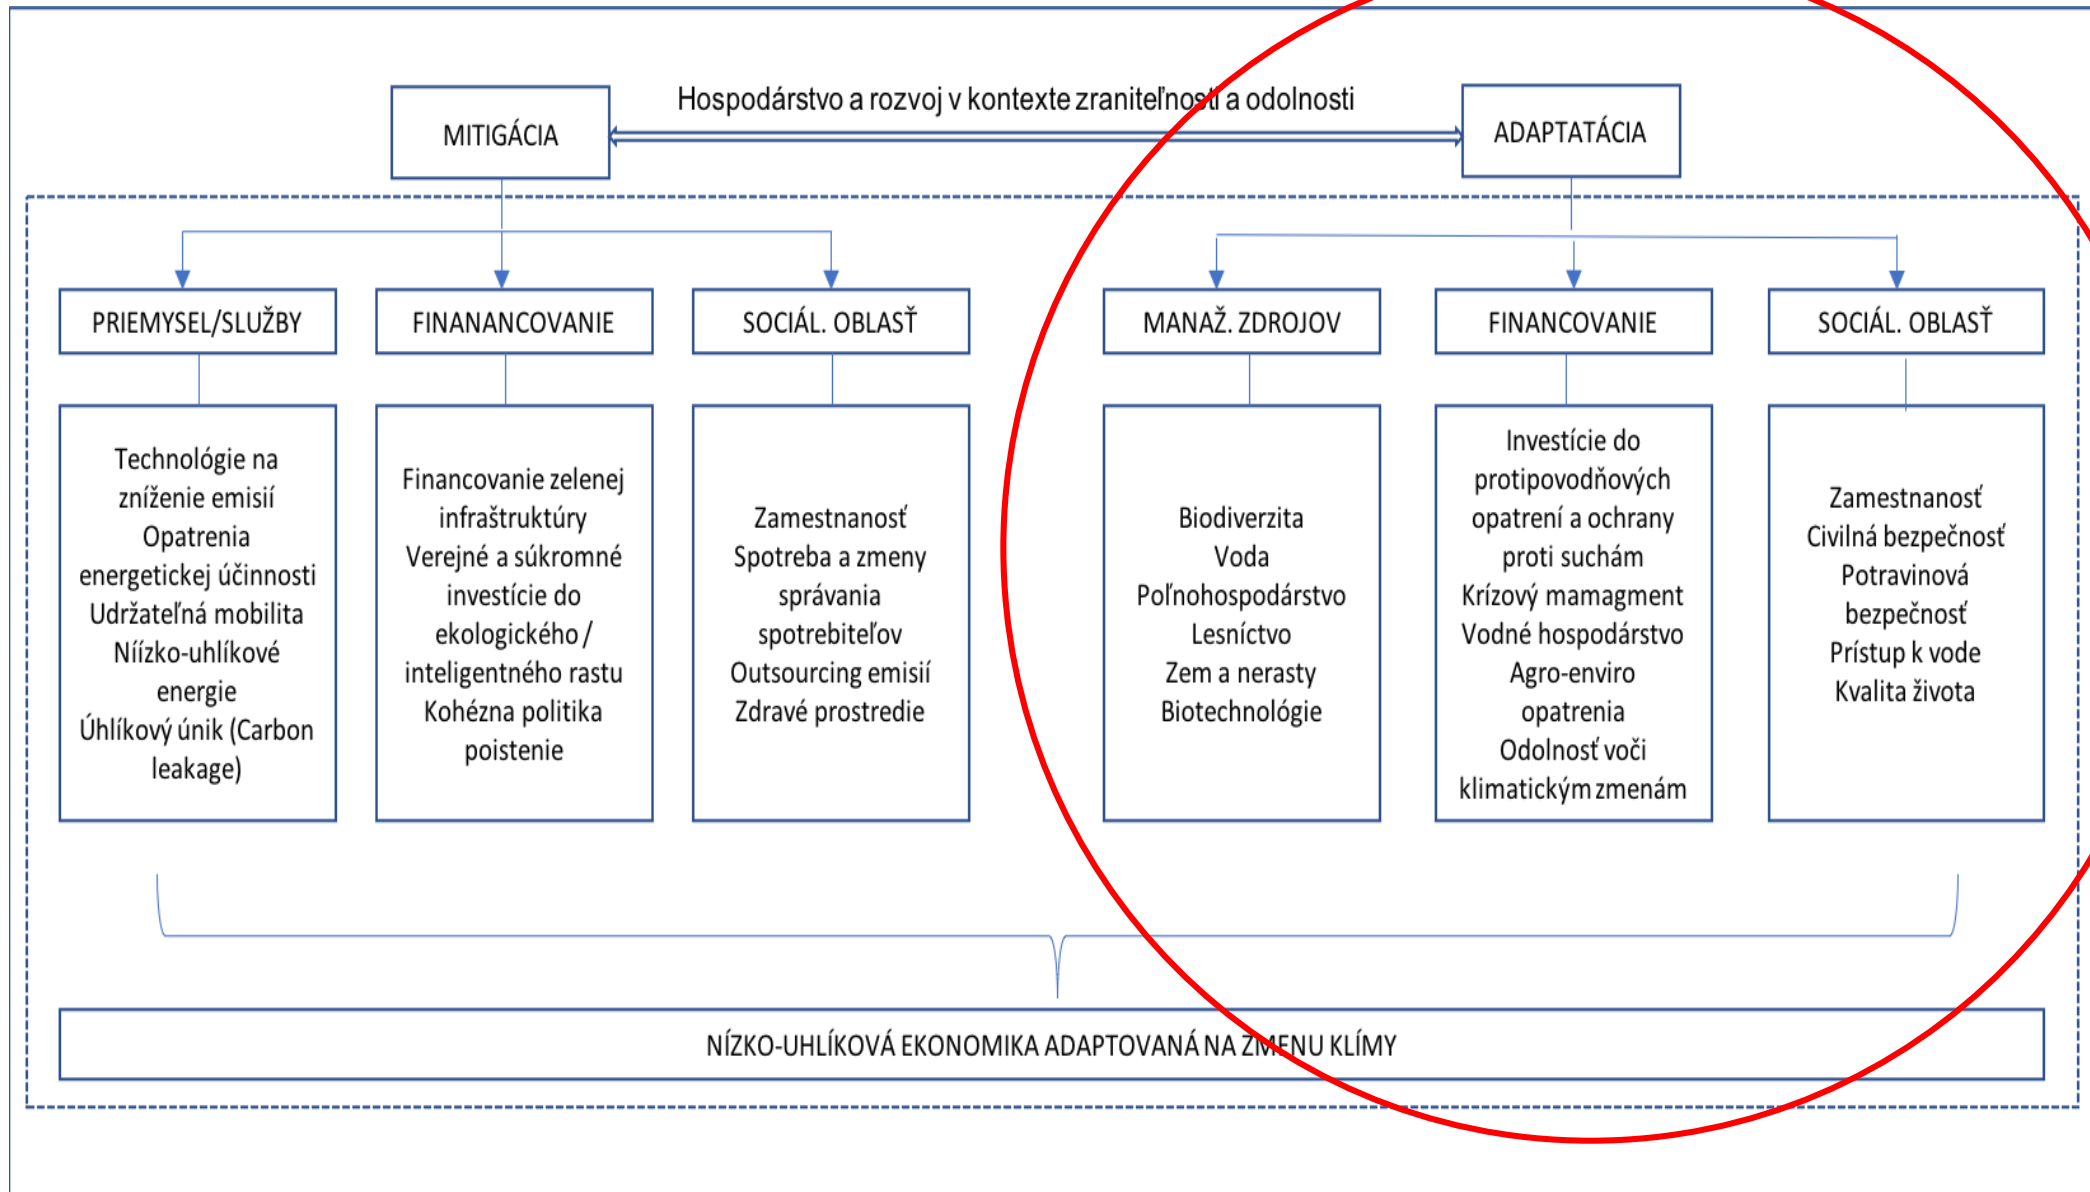 Hospodárstvo a rozvoj v kontexte zraniteľnosti a odolnosti
MITIGÁCIA
ADAPTATÁCIA
PRIEMYSEL/SLUŽBY
FINANANCOVANIE
SOCIÁL. OBLASŤ
MANAŽ. ZDROJOV
FINANCOVANIE
SOCIÁL. OBLASŤ
Technológie na
zníženie emisií
Opatrenia
energetickej účinnosti
Udržateľná mobilita
Niízko-uhlíkové
energie
Úhlíkový únik (Carbon
leakage)
Financovanie zelenej
infraštruktúry
Verejné a súkromné
investície do
ekologického /
inteligentného rastu
Kohézna politika
poistenie
Zamestnanosť
Spotreba a zmeny
správania
spotrebiteľov
Outsourcing emisií
Zdravé prostredie
Biodiverzita
Voda
Poľnohospodárstvo
Lesníctvo
Zem a nerasty
Biotechnológie
Investície do
protipovodňových
opatrení a ochrany
proti suchám
Krízový mamagment
Vodné hospodárstvo
Agro-enviro
opatrenia
Odolnosť voči
klimatickým zmenám
Zamestnanosť
Civilná bezpečnosť
Potravinová
bezpečnosť
Prístup k vode
Kvalita života
NÍZKO-UHLÍKOVÁ EKONOMIKA ADAPTOVANÁ NA ZMENU KLÍMY